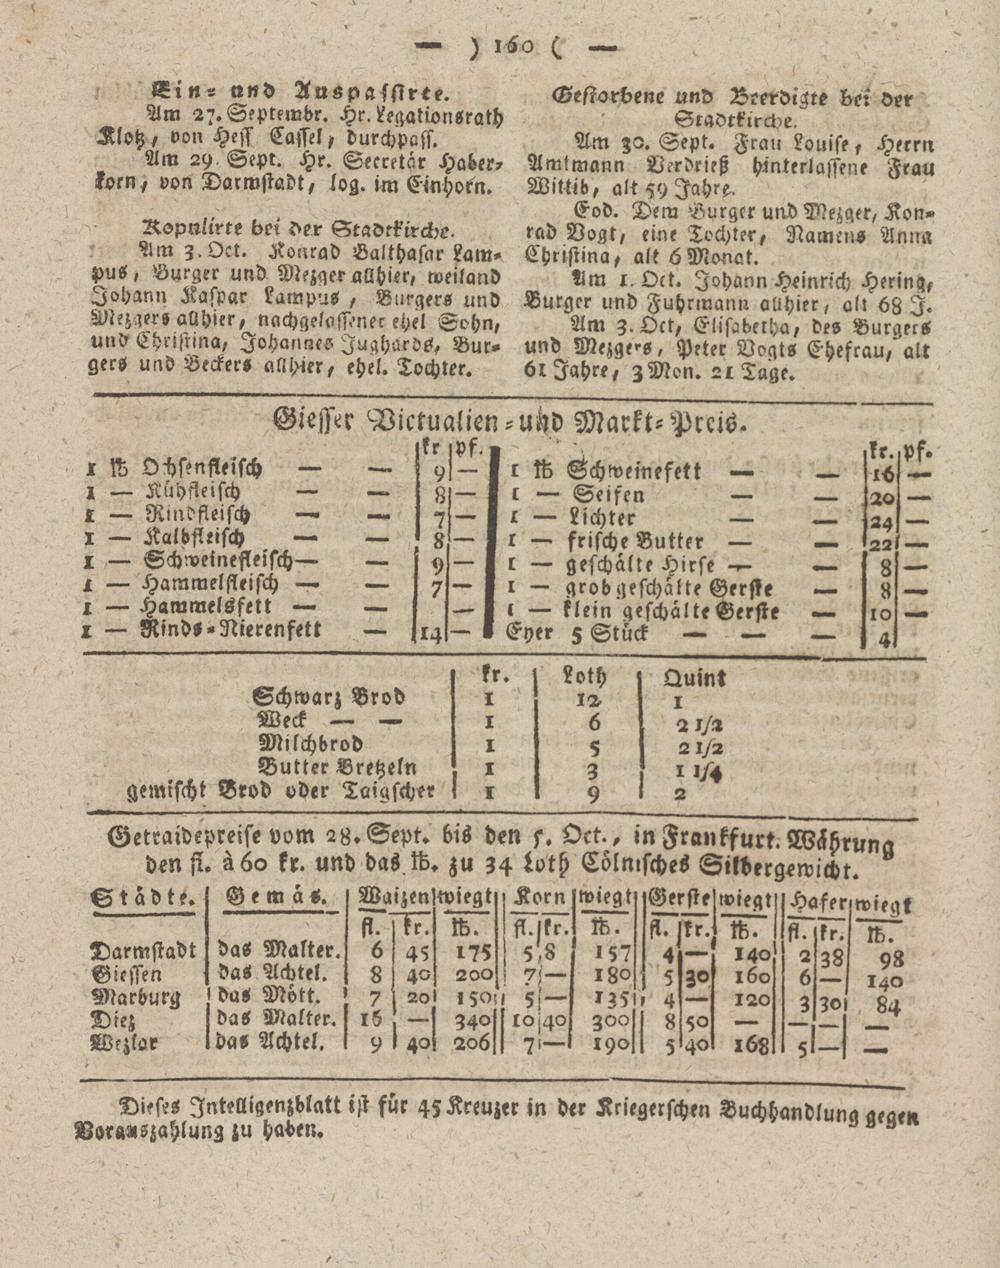 — ) 160 ( —
Ein- und Auspassirte.
Am 27. Septembr. Hr. Legationsrath
Klotz, von Hess Cassel, durchpass.
Am 29. Sept. Hr. Secretär Haber-
korn, von Darmstadt, log. im Einhorn.
Kopulirte bei der Stadtkirche.
Am 3. Oct. Konrad Balthasar Lam-
pus, Burger und Mezger allhier, weiland
Johann Kaspar Lampus, Burgers und
Mezgers allhier, nachgelassener ehel Sohn,
und Christina, Johannes Jughards, Bur-
gers und Beckers allhier, ehel. Tochter.
Gestorbene und Beerdigte bei der
Stadtkirche.
Am 30. Sept. Frau Louise, Herrn
Amtmann Verdrieß hinterlassene Frau
Wittib, alt 59 Jahre.
Eod. Dem Burger und Mezger, Kon-
rad Vogt, eine Tochter, Namens Anna
Christina, alt 6 Monat.
Am 1. Oct. Johann Heinrich Hering,
Burger und Fuhrmann allhier, alt 68 J.
Am 3. Oct, Elisabetha, des Burgers
und Mezgers, Peter Vogts Ehefrau, alt
61 Jahre, 3 Mon. 21 Tage.
Giesser Victualien- und Markt-Preis.
kr pf.
1 ℔ Ochsenfleisch — — 9 —
1 — Kühfleisch — — 8 —
1 — Rindfleisch — — 7 —
1 — Kalbfleisch — — 8 —
1 — Schweinefleisch — — 9 —
1 — Hammelfleisch — — 7 —
1 — Hammelsfett — — —
1 — Rinds-Nierenfett — 14 —
kr. pf.
1 ℔ Schweinefett — — 16 —
1 — Seifen — — 20 —
1 — Lichter — — 24 —
1 — frische Butter — — 22 —
1 — geschälte Hirse — — 8 —
1 — grob geschälte Gerste — 8 —
1 — klein geschälte Gerste — 10 —
Eyer 5 Stück — — — 4
kr. Loth Quint
Schwarz Brod 1 12 1
Weck — — 1 6 2 1/2
Milchbrod 1 5 2 1/2
Butter Bretzeln 1 3 1 1/4
gemischt Brod oder Taigscher 1 9 2
Getraidepreise vom 28. Sept. bis den 5. Oct., in Frankfurt. Währung
den fl. à 60 kr. und das ℔. zu 34 Loth Cölnisches Silbergewicht.
Städte. Gemäs. Waizen wiegt Korn wiegt Gerste wiegt Hafer wiegt
fl. kr. ℔. fl. kr. ℔. fl. kr. ℔. fl. kr. ℔.
Darmstadt das Malter. 6 45 175 5 8 157 4 — 140 2 38 98
Giessen das Achtel. 8 40 200 7 — 180 5 30 160 6 — 140
Marburg das Mött. 7 20 150 5 — 135 4 — 120 3 30 84
Diez das Malter. 16 — 340 10 40 300 8 50 — — — —
Wezlar das Achtel. 9 40 206 7 — 190 5 40 168 5 — —
Dieses Intelligenzblatt ist für 45 Kreuzer in der Kriegerschen Buchhandlung gegen
Vorauszahlung zu haben.